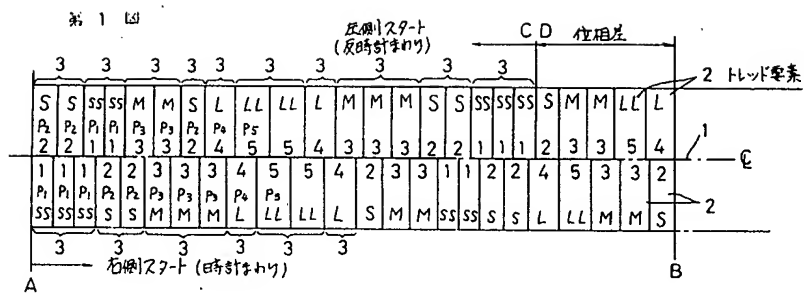 第 1 図
左側スタート
(反時計まわり)
C D 位相差
3 3 3 3 3 3 3 3 3 3
2 トレッド要素
S S SS SS M M S L LL LL L M M M S S SS SS SS S M M LL L
P2 P2 P1 P1 P3 P3 P2 P4 P5
2 2 1 1 3 3 2 4 5 5 4 3 3 3 2 2 1 1 1 2 3 3 5 4
1
℄
1 1 1 2 2 3 3 3 4 5 5 4 2 3 3 1 1 2 2 4 5 3 3 2
P1 P1 P1 P2 P2 P3 P3 P3 P4 P5
2
SS SS SS S S M M M L LL LL L S M M SS SS S S L LL M M S
3 3 3 3 3 3
右側スタート (時計まわり)
A B